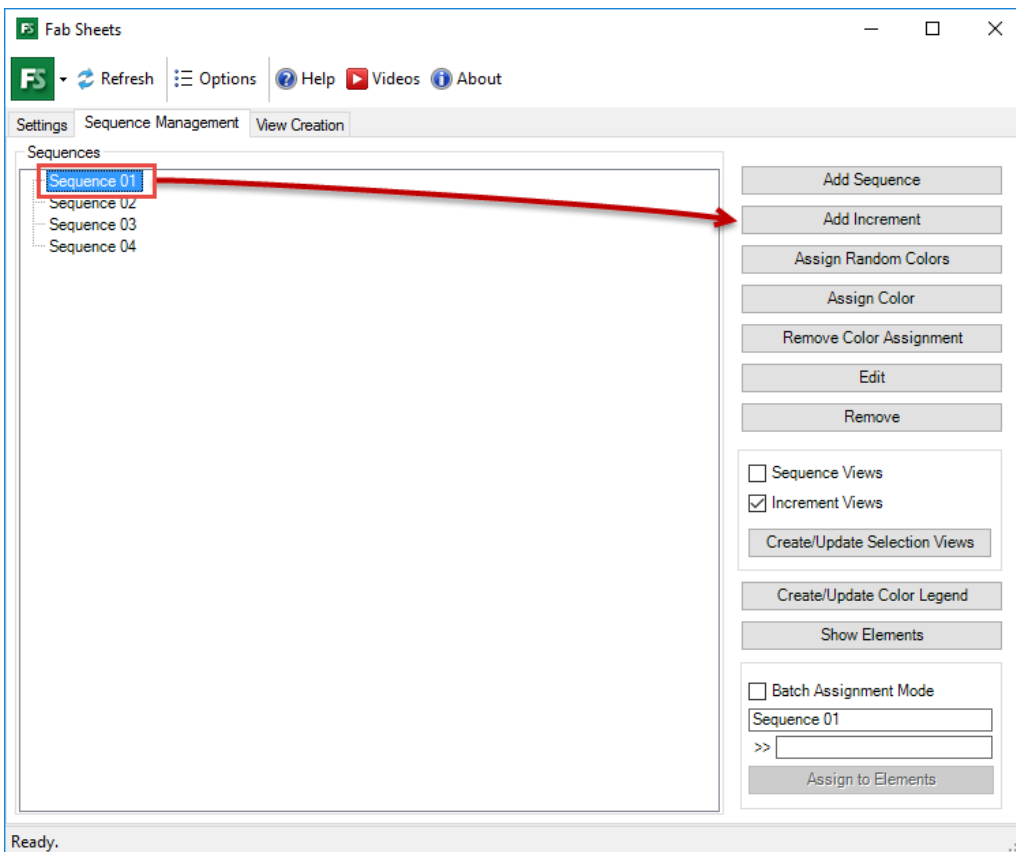 FS Fab Sheets
FS Refresh Options Help Videos About
Settings Sequence Management View Creation
Sequences
Sequence 01
Sequence 02
Sequence 03
Sequence 04
Add Sequence
Add Increment
Assign Random Colors
Assign Color
Remove Color Assignment
Edit
Remove
Sequence Views
Increment Views
Create/Update Selection Views
Create/Update Color Legend
Show Elements
Batch Assignment Mode
Sequence 01
>>
Assign to Elements
Ready.